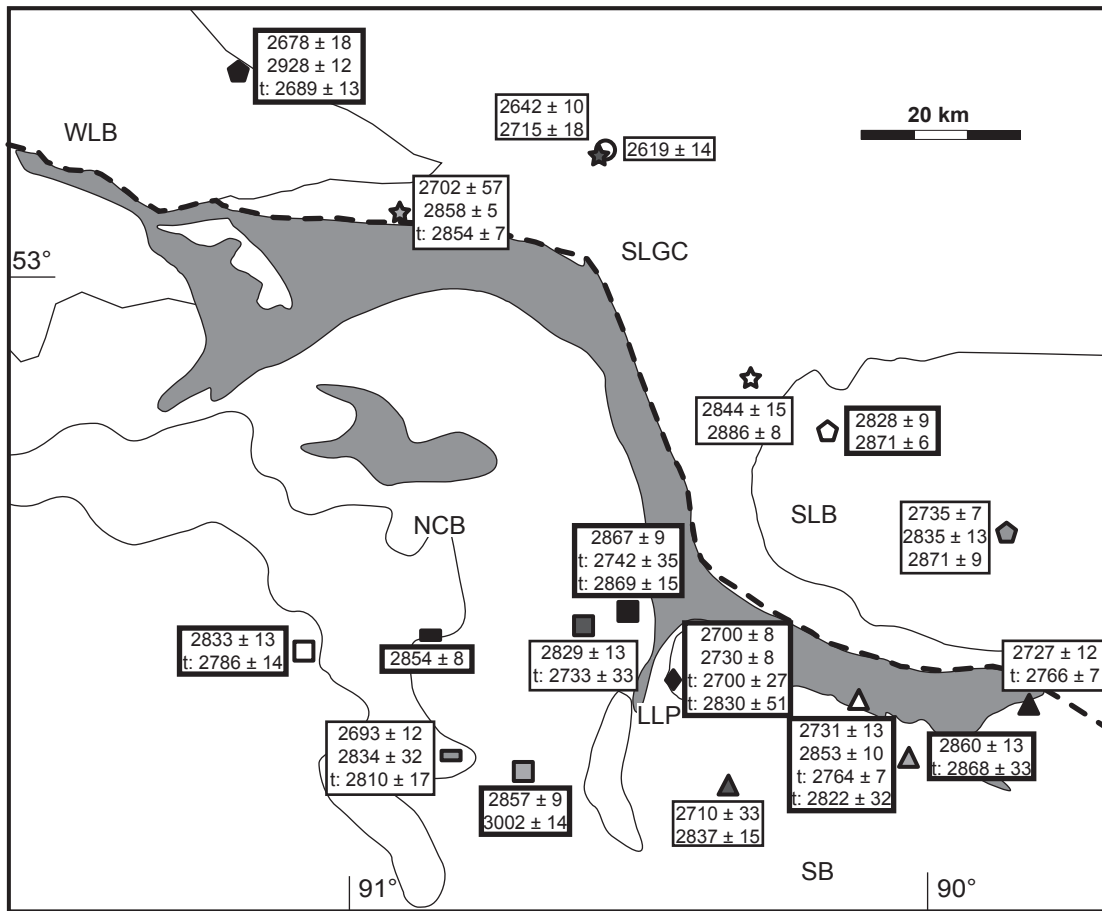 2678 ± 18
2928 ± 12
t: 2689 ± 13
2642 ± 10
2715 ± 18
2619 ± 14
20 km
WLB
2702 ± 57
2858 ± 5
t: 2854 ± 7
SLGC
53°
2844 ± 15
2886 ± 8
2828 ± 9
2871 ± 6
SLB
2735 ± 7
2835 ± 13
2871 ± 9
NCB
2867 ± 9
t: 2742 ± 35
t: 2869 ± 15
2833 ± 13
t: 2786 ± 14
2854 ± 8
2829 ± 13
t: 2733 ± 33
2700 ± 8
2730 ± 8
t: 2700 ± 27
t: 2830 ± 51
2727 ± 12
t: 2766 ± 7
LLP
2693 ± 12
2834 ± 32
t: 2810 ± 17
2731 ± 13
2853 ± 10
t: 2764 ± 7
t: 2822 ± 32
2860 ± 13
t: 2868 ± 33
2857 ± 9
3002 ± 14
2710 ± 33
2837 ± 15
SB
91°
90°